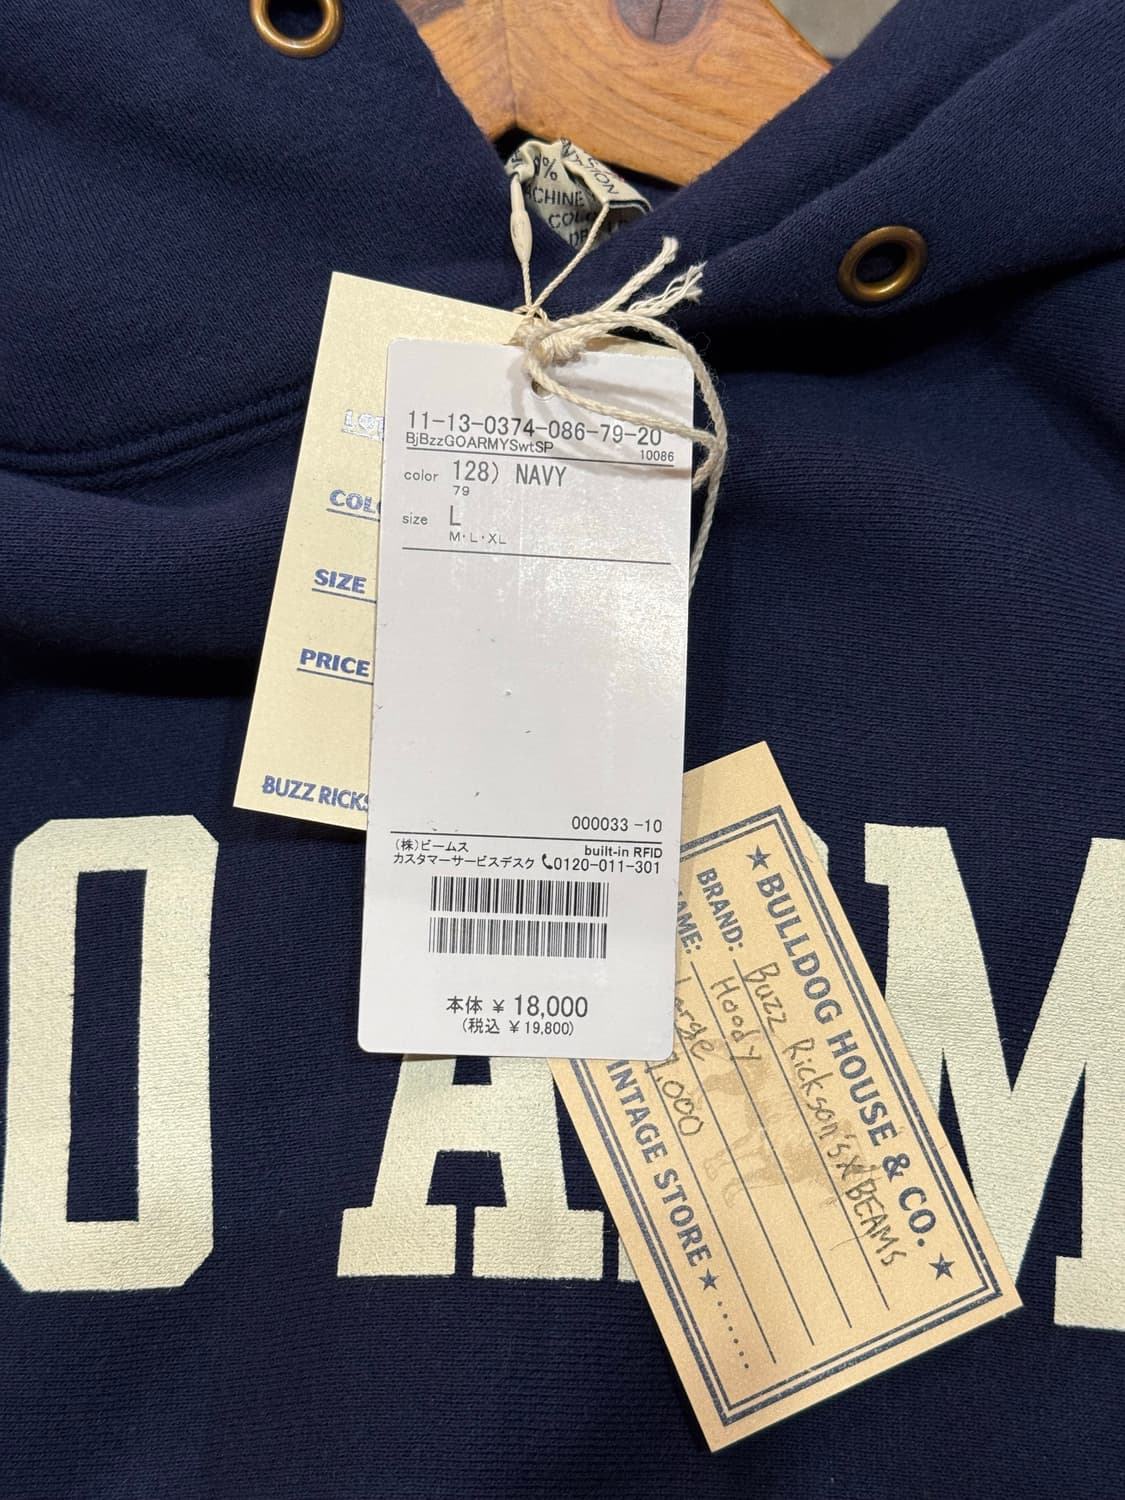 11-13-0374-086-79-20
BjBzzGOARMYSwtSP
10086
color 128) NAVY
79
size L
M・L・XL
000033 -10
(株)ビームス
built-in RFID
カスタマーサービスデスク 0120-011-301
本体 ¥ 18,000
(税込 ¥ 19,800)
SIZE
PRICE
BUZZ RICKS
★ BULLDOG HOUSE & CO. ★
BRAND: Buzz Rickson's×BEAMS
AME: Hoody
Large
,000
INTAGE STORE ★
O A M